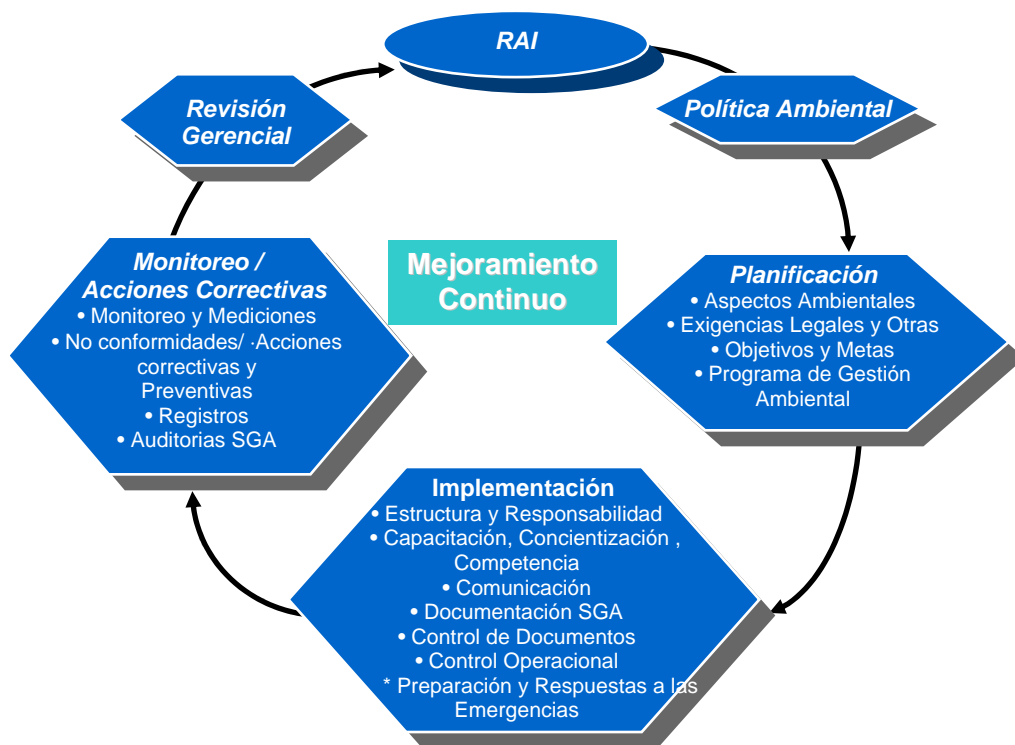 RAI
Política Ambiental
Planificación
• Aspectos Ambientales
• Exigencias Legales y Otras
• Objetivos y Metas
• Programa de Gestión
Ambiental
Implementación
• Estructura y Responsabilidad
• Capacitación, Concientización ,
Competencia
• Comunicación
• Documentación SGA
• Control de Documentos
• Control Operacional
* Preparación y Respuestas a las
Emergencias
Monitoreo /
Acciones Correctivas
• Monitoreo y Mediciones
• No conformidades/ ·Acciones
correctivas y
Preventivas
• Registros
• Auditorias SGA
Revisión
Gerencial
Mejoramiento
Continuo